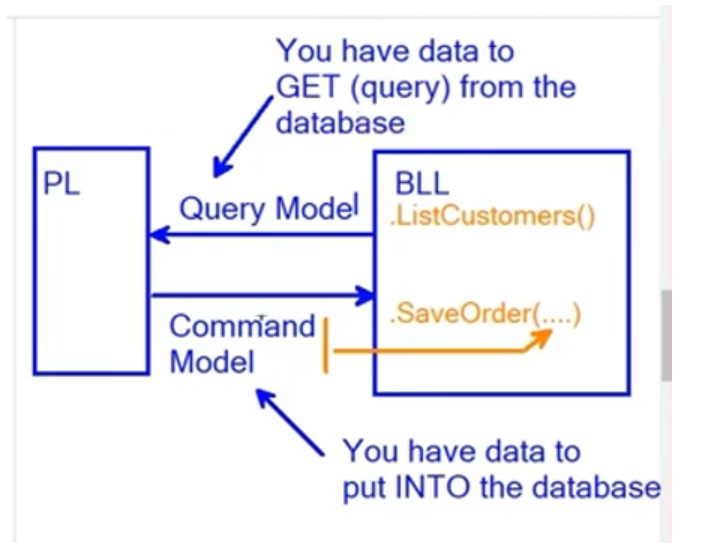 You have data to
GET (query) from the
database
PL
Query Model
BLL
.ListCustomers()
.SaveOrder(....)
Command
Model
You have data to
put INTO the database